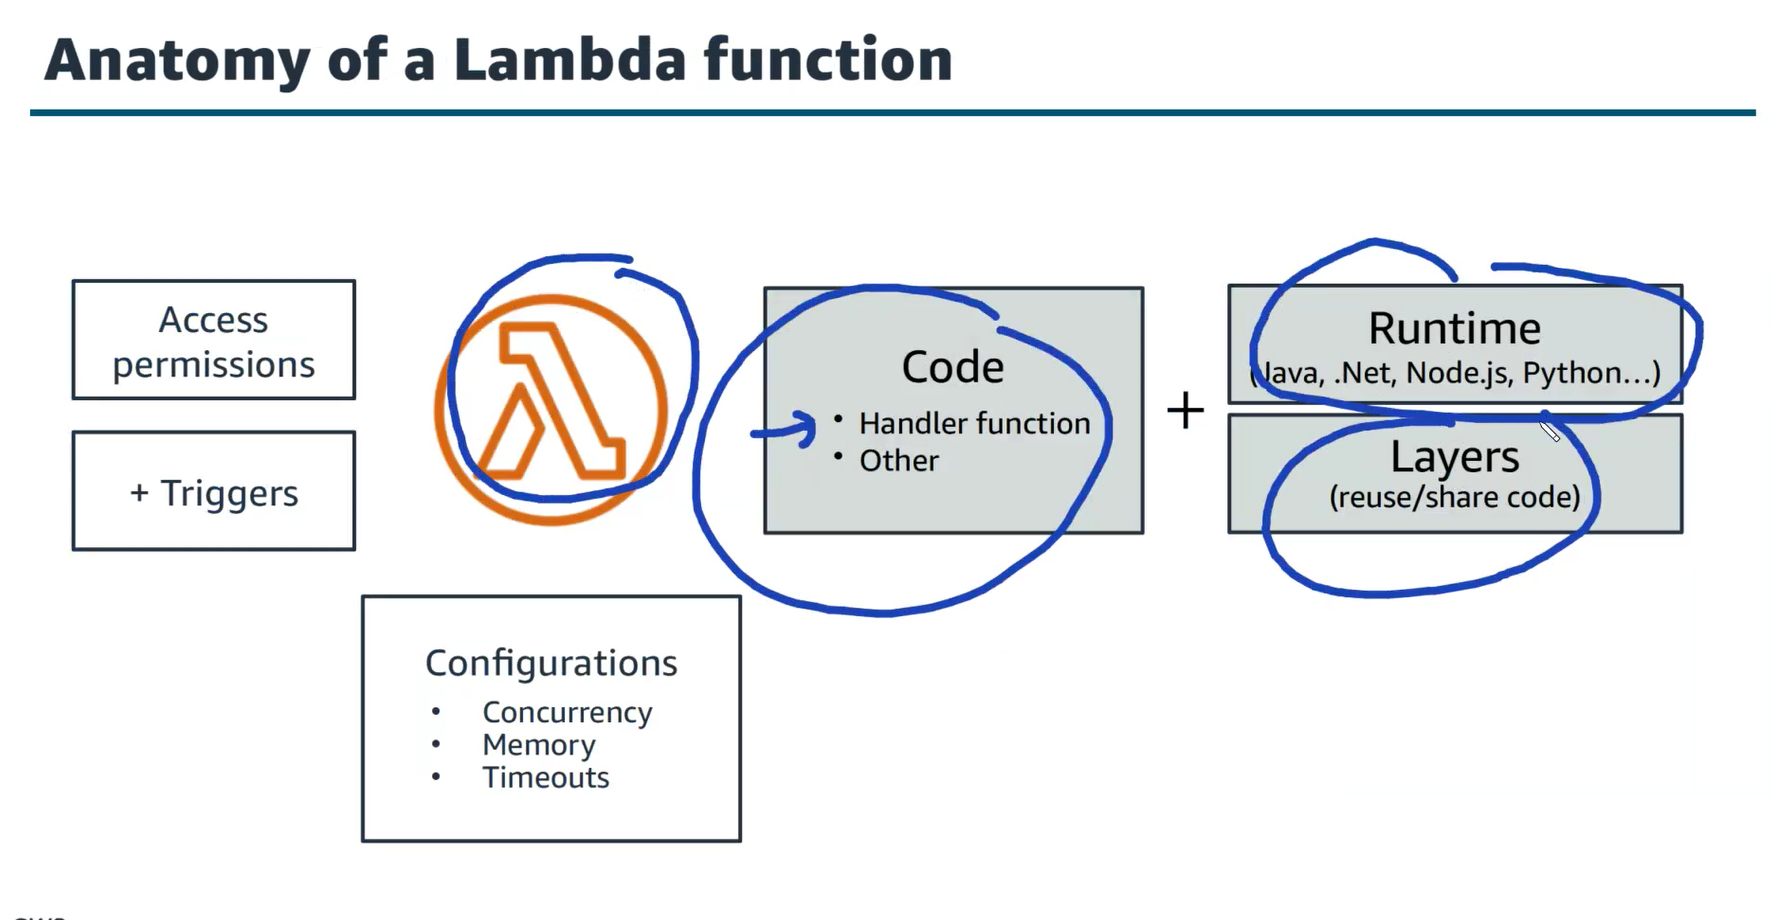 Anatomy of a Lambda function
Access
permissions
+ Triggers
Code
• Handler function
• Other
+
Runtime
(Java, .Net, Node.js, Python...)
Layers
(reuse/share code)
Configurations
• Concurrency
• Memory
• Timeouts